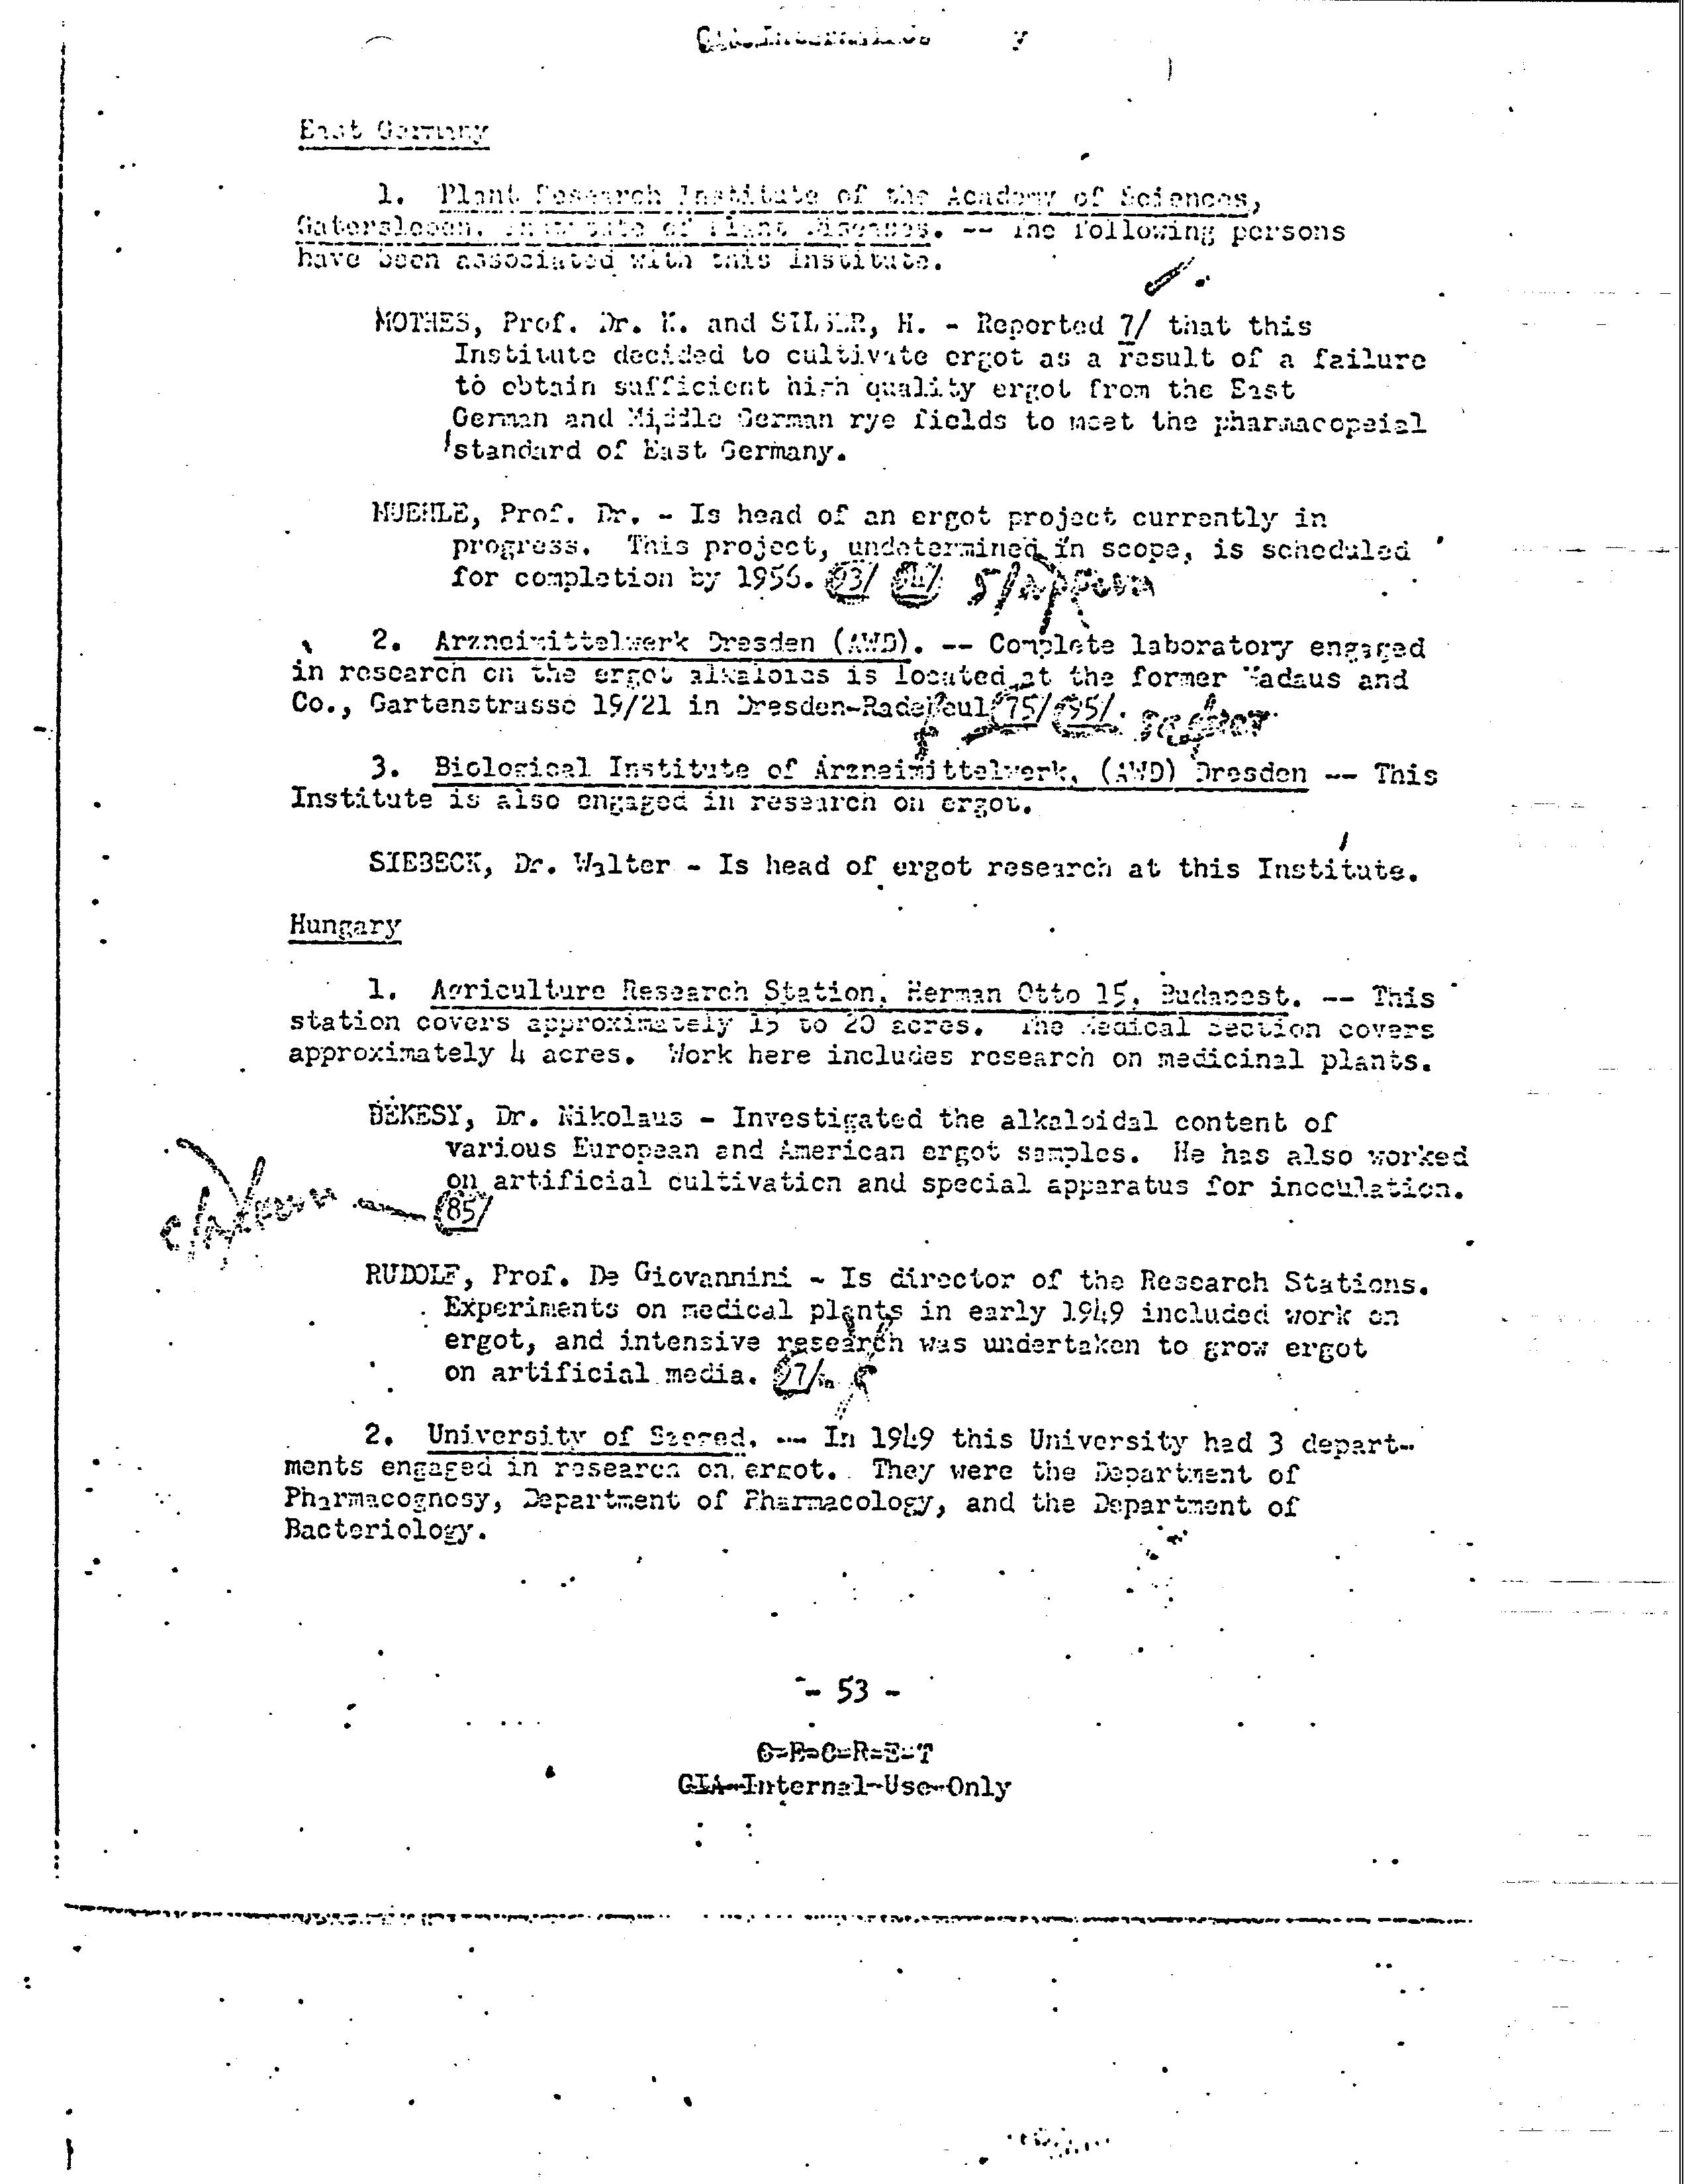 East Germany
1. Plant Research Institute of the Academy of Sciences,
Gatersleben, Institute of Plant Diseases. -- The following persons
have been associated with this Institute.
MOTHES, Prof. Dr. K. and SILBER, H. - Reported 7/ that this
Institute decided to cultivate ergot as a result of a failure
to obtain sufficient high quality ergot from the East
German and Middle German rye fields to meet the pharmacopeial
standard of East Germany.
MUEHLE, Prof. Dr. - Is head of an ergot project currently in
progress. This project, undetermined in scope, is scheduled
for completion by 1956. 93/ 94/
2. Arzneimittelwerk Dresden (AWD). -- Complete laboratory engaged
in research on the ergot alkaloids is located at the former Madaus and
Co., Gartenstrasse 19/21 in Dresden-Radebeul 75/ 95/.
3. Biological Institute of Arzneimittelwerk, (AWD) Dresden -- This
Institute is also engaged in research on ergot.
SIEBECK, Dr. Walter - Is head of ergot research at this Institute.
Hungary
1. Agriculture Research Station, Herman Otto 15, Budapest. -- This
station covers approximately 15 to 20 acres. The Medical Section covers
approximately 4 acres. Work here includes research on medicinal plants.
BÉKESY, Dr. Nikolaus - Investigated the alkaloidal content of
various European and American ergot samples. He has also worked
on artificial cultivation and special apparatus for inoculation.
85/
RUDOLF, Prof. De Giovannini - Is director of the Research Stations.
Experiments on medical plants in early 1949 included work on
ergot, and intensive research was undertaken to grow ergot
on artificial media. 97/
2. University of Szeged. -- In 1949 this University had 3 depart-
ments engaged in research on ergot. They were the Department of
Pharmacognosy, Department of Pharmacology, and the Department of
Bacteriology.
- 53 -
S-E-C-R-E-T
CIA-Internal-Use-Only